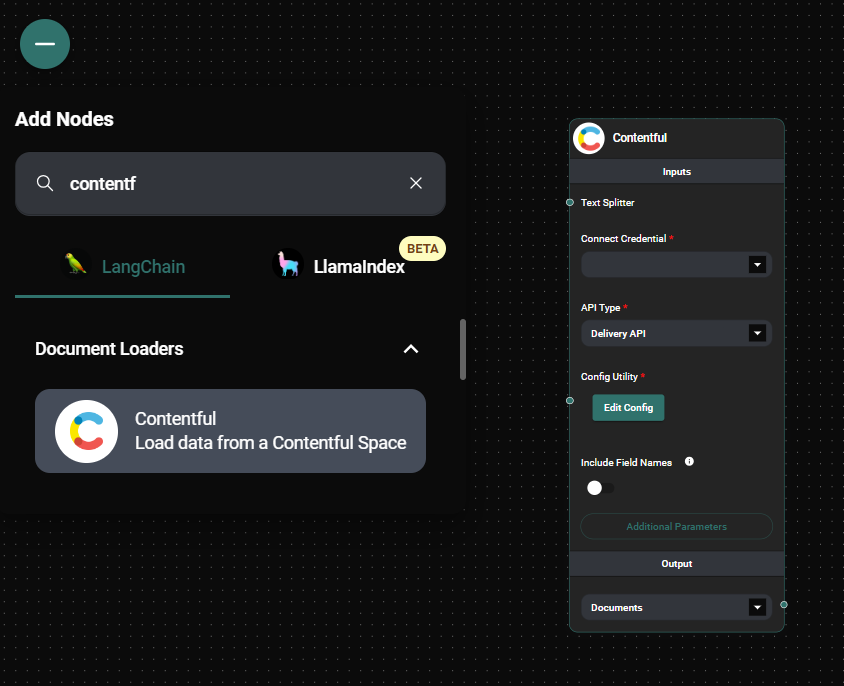 Add Nodes
contentf
LangChain
LlamaIndex
BETA
Document Loaders
Contentful
Load data from a Contentful Space
Contentful
Inputs
Text Splitter
Connect Credential *
API Type *
Delivery API
Config Utility *
Edit Config
Include Field Names
Additional Parameters
Output
Documents